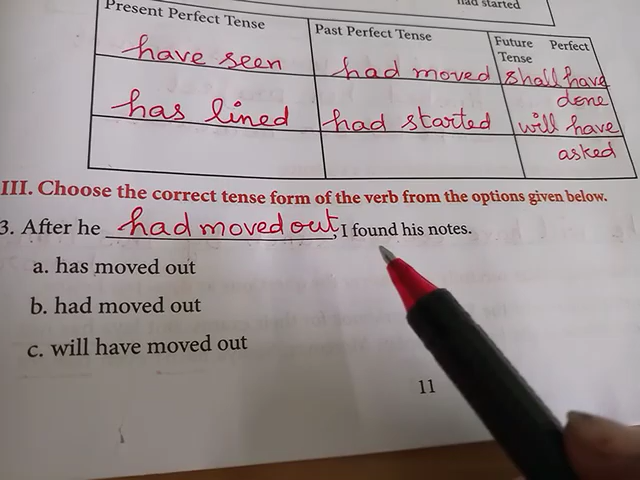 had started
Present Perfect Tense Past Perfect Tense Future Perfect Tense
have seen had moved shall have done
has lined had started will have asked
III. Choose the correct tense form of the verb from the options given below.
3. After he had moved out, I found his notes.
a. has moved out
b. had moved out
c. will have moved out
11